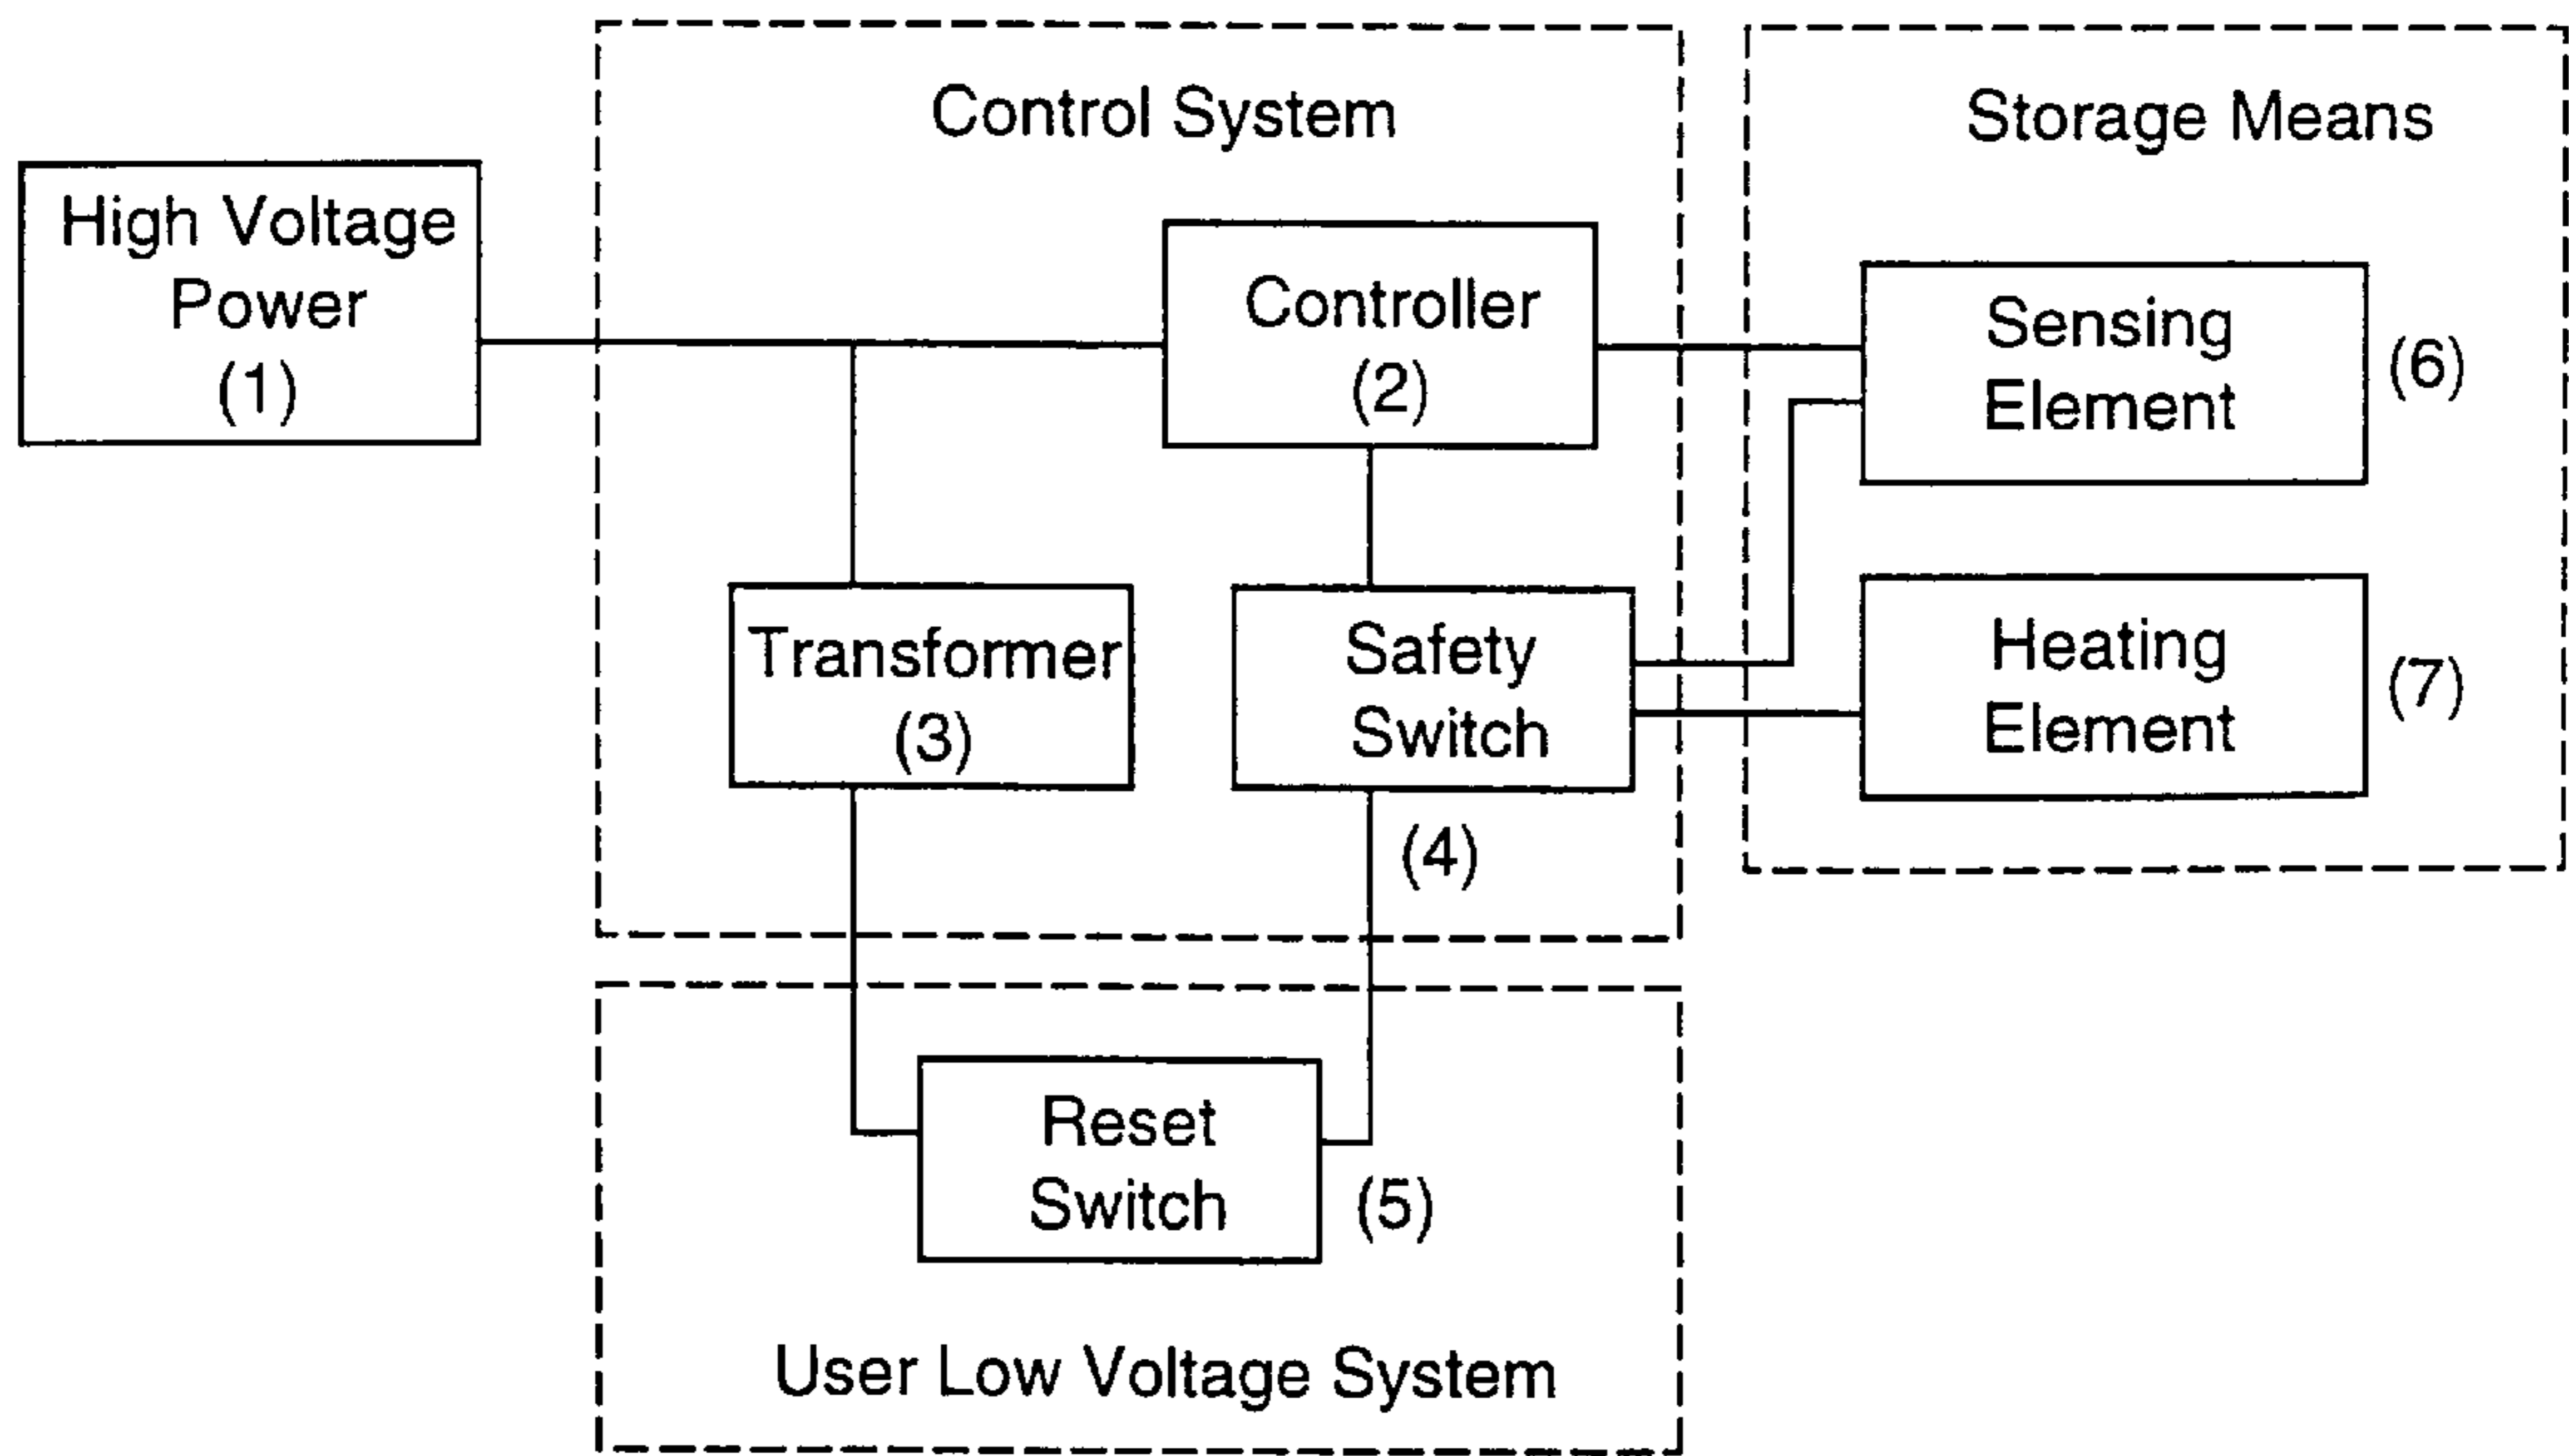 Control System
Storage Means
High Voltage
Power
(1)
Controller
(2)
Sensing
Element
(6)
Transformer
(3)
Safety
Switch
(4)
Heating
Element
(7)
Reset
Switch
(5)
User Low Voltage System